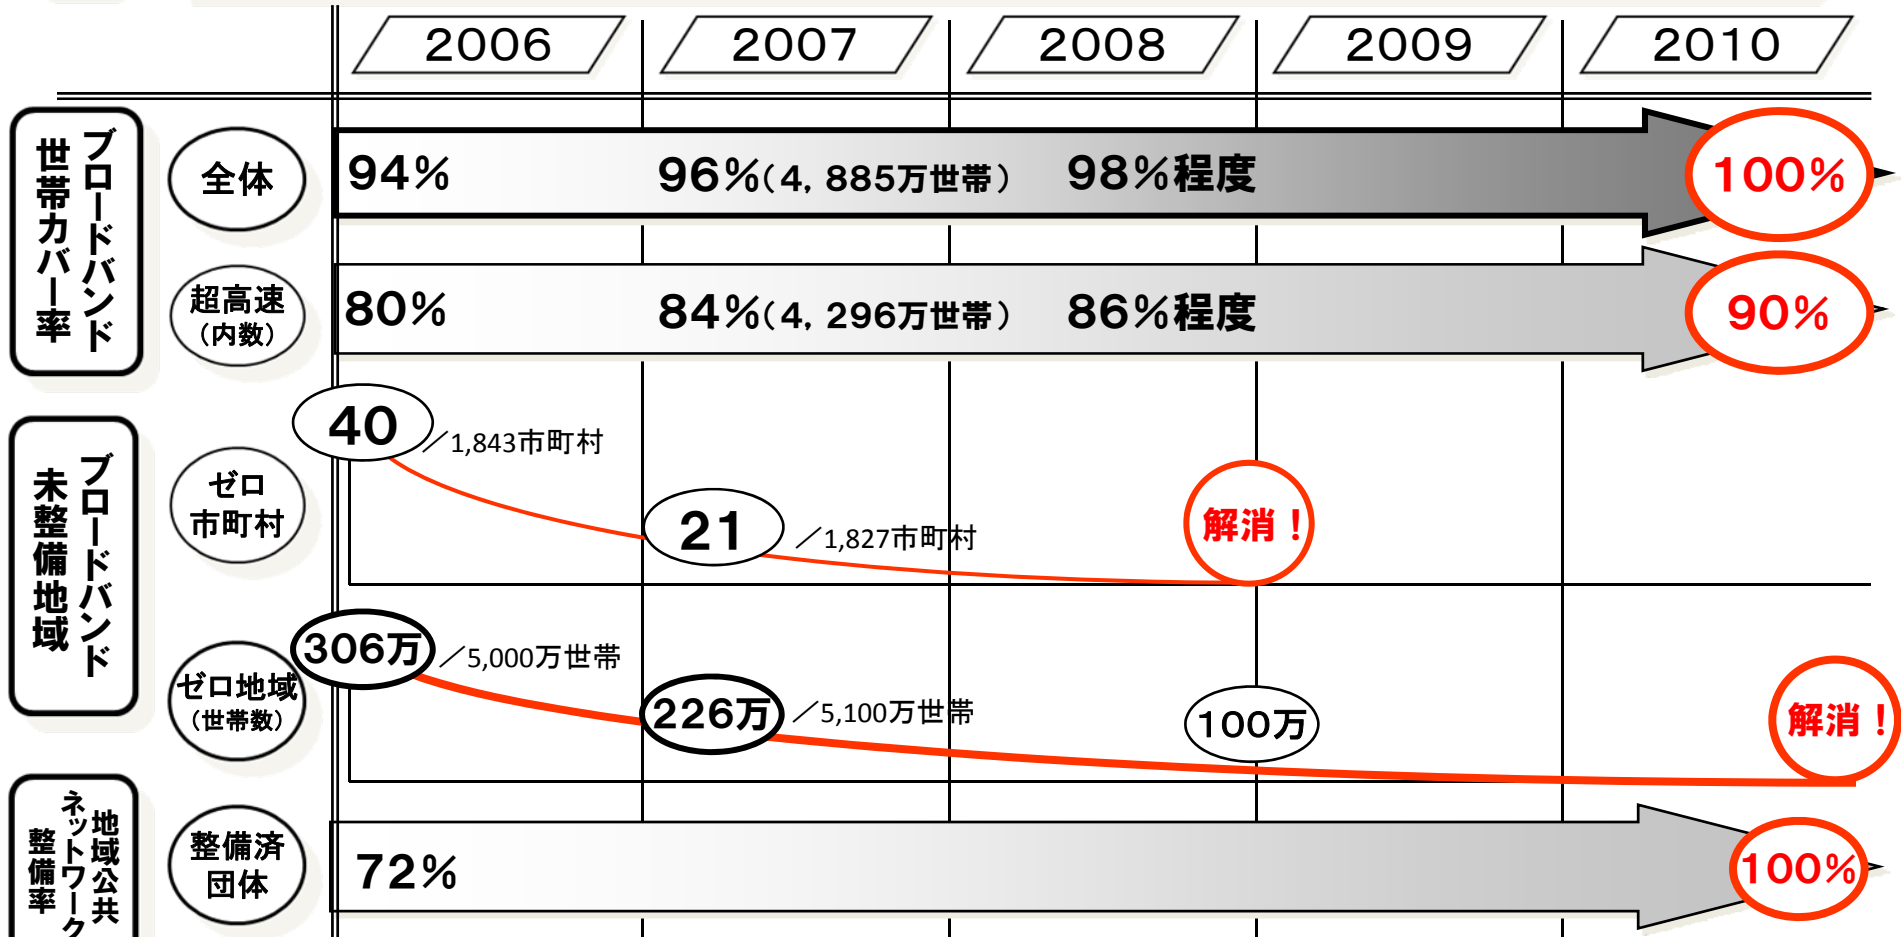 2006
2007
2008
2009
2010
ブロードバンド
世帯カバー率
全体
94%
96%(4,885万世帯)
98%程度
100%
超高速
(内数)
80%
84%(4,296万世帯)
86%程度
90%
ブロードバンド
未整備地域
ゼロ
市町村
40
/1,843市町村
21
/1,827市町村
解消!
ゼロ地域
(世帯数)
306万
/5,000万世帯
226万
/5,100万世帯
100万
解消!
地域公共
ネットワーク
整備率
整備済
団体
72%
100%